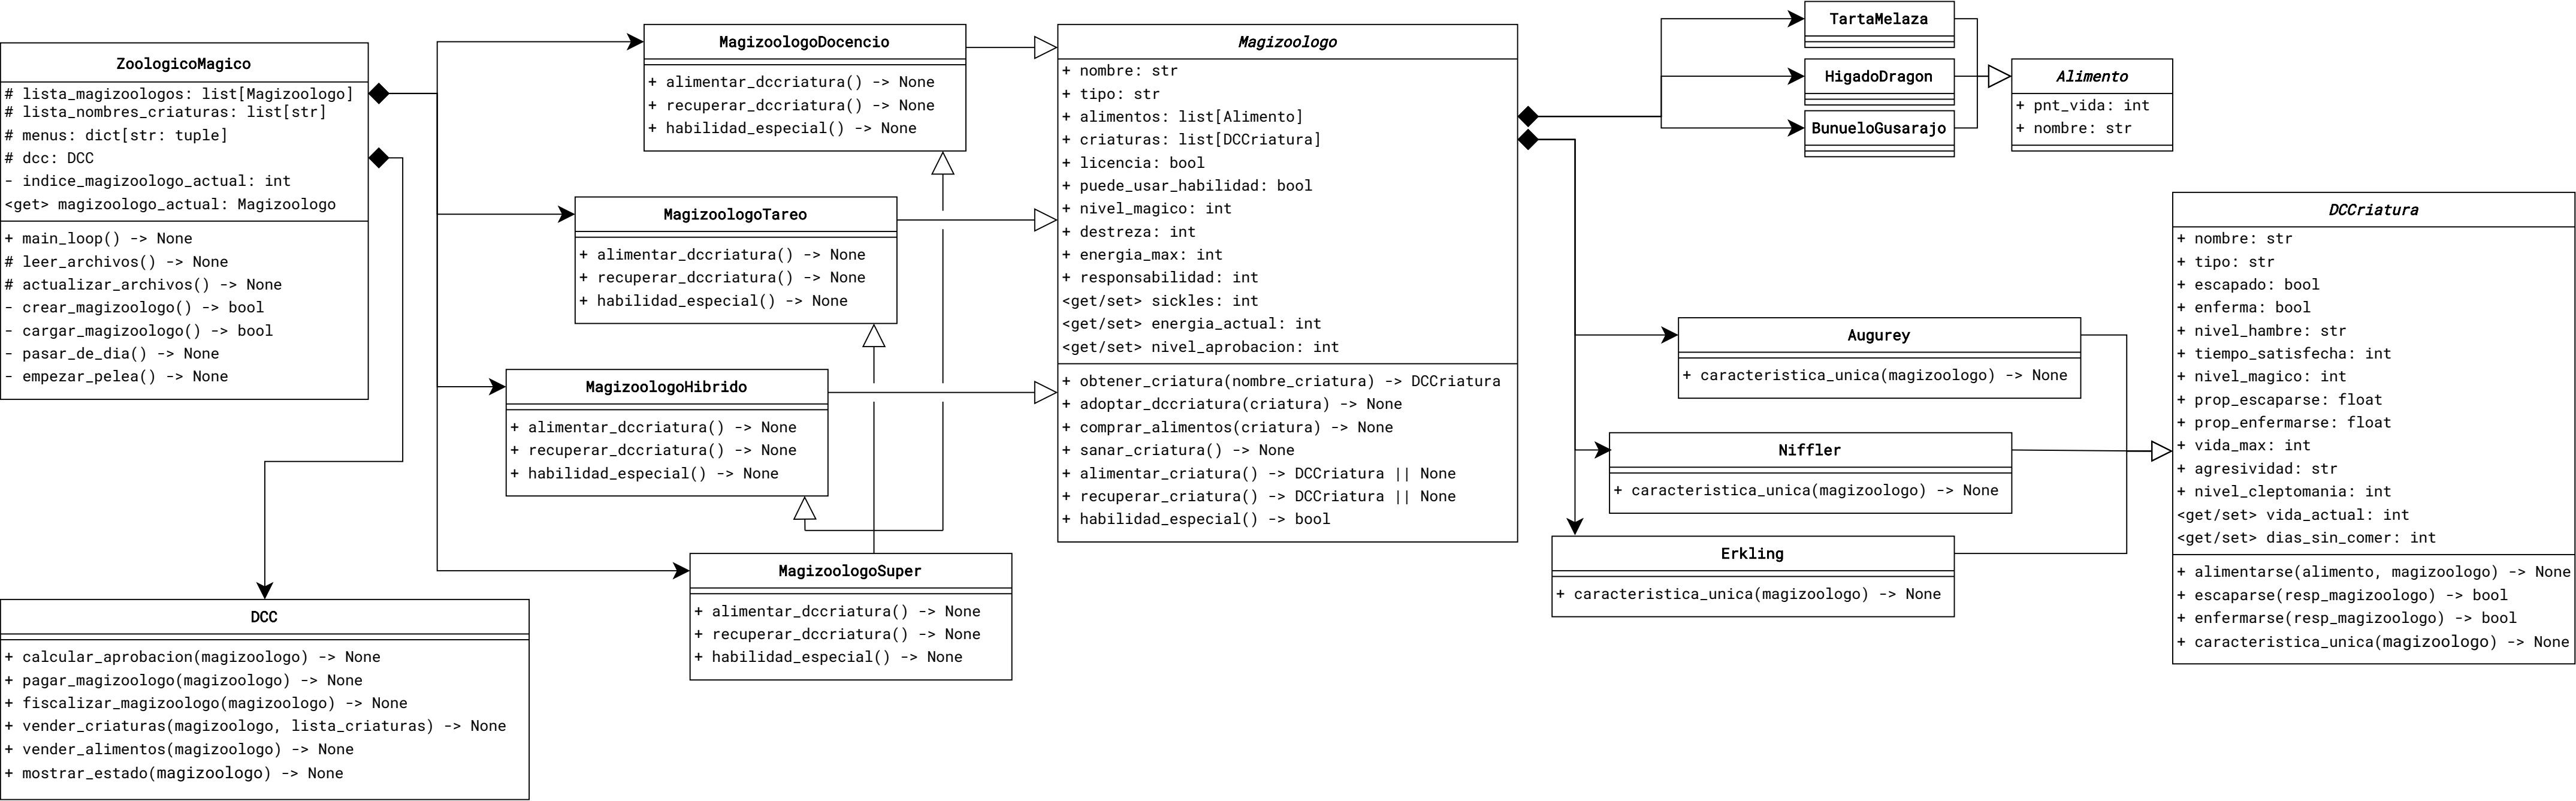 ZoologicoMagico
# lista_magizoologos: list[Magizoologo]
# lista_nombres_criaturas: list[str]
# menus: dict[str: tuple]
# dcc: DCC
- indice_magizoologo_actual: int
<get> magizoologo_actual: Magizoologo
+ main_loop() -> None
# leer_archivos() -> None
# actualizar_archivos() -> None
- crear_magizoologo() -> bool
- cargar_magizoologo() -> bool
- pasar_de_dia() -> None
- empezar_pelea() -> None
DCC
+ calcular_aprobacion(magizoologo) -> None
+ pagar_magizoologo(magizoologo) -> None
+ fiscalizar_magizoologo(magizoologo) -> None
+ vender_criaturas(magizoologo, lista_criaturas) -> None
+ vender_alimentos(magizoologo) -> None
+ mostrar_estado(magizoologo) -> None
MagizoologoDocencio
+ alimentar_dccriatura() -> None
+ recuperar_dccriatura() -> None
+ habilidad_especial() -> None
MagizoologoTareo
+ alimentar_dccriatura() -> None
+ recuperar_dccriatura() -> None
+ habilidad_especial() -> None
MagizoologoHibrido
+ alimentar_dccriatura() -> None
+ recuperar_dccriatura() -> None
+ habilidad_especial() -> None
MagizoologoSuper
+ alimentar_dccriatura() -> None
+ recuperar_dccriatura() -> None
+ habilidad_especial() -> None
Magizoologo
+ nombre: str
+ tipo: str
+ alimentos: list[Alimento]
+ criaturas: list[DCCriatura]
+ licencia: bool
+ puede_usar_habilidad: bool
+ nivel_magico: int
+ destreza: int
+ energia_max: int
+ responsabilidad: int
<get/set> sickles: int
<get/set> energia_actual: int
<get/set> nivel_aprobacion: int
+ obtener_criatura(nombre_criatura) -> DCCriatura
+ adoptar_dccriatura(criatura) -> None
+ comprar_alimentos(criatura) -> None
+ sanar_criatura() -> None
+ alimentar_criatura() -> DCCriatura || None
+ recuperar_criatura() -> DCCriatura || None
+ habilidad_especial() -> bool
TartaMelaza
HigadoDragon
BunueloGusarajo
Alimento
+ pnt_vida: int
+ nombre: str
Augurey
+ caracteristica_unica(magizoologo) -> None
Niffler
+ caracteristica_unica(magizoologo) -> None
Erkling
+ caracteristica_unica(magizoologo) -> None
DCCriatura
+ nombre: str
+ tipo: str
+ escapado: bool
+ enferma: bool
+ nivel_hambre: str
+ tiempo_satisfecha: int
+ nivel_magico: int
+ prop_escaparse: float
+ prop_enfermarse: float
+ vida_max: int
+ agresividad: str
+ nivel_cleptomania: int
<get/set> vida_actual: int
<get/set> dias_sin_comer: int
+ alimentarse(alimento, magizoologo) -> None
+ escaparse(resp_magizoologo) -> bool
+ enfermarse(resp_magizoologo) -> bool
+ caracteristica_unica(magizoologo) -> None